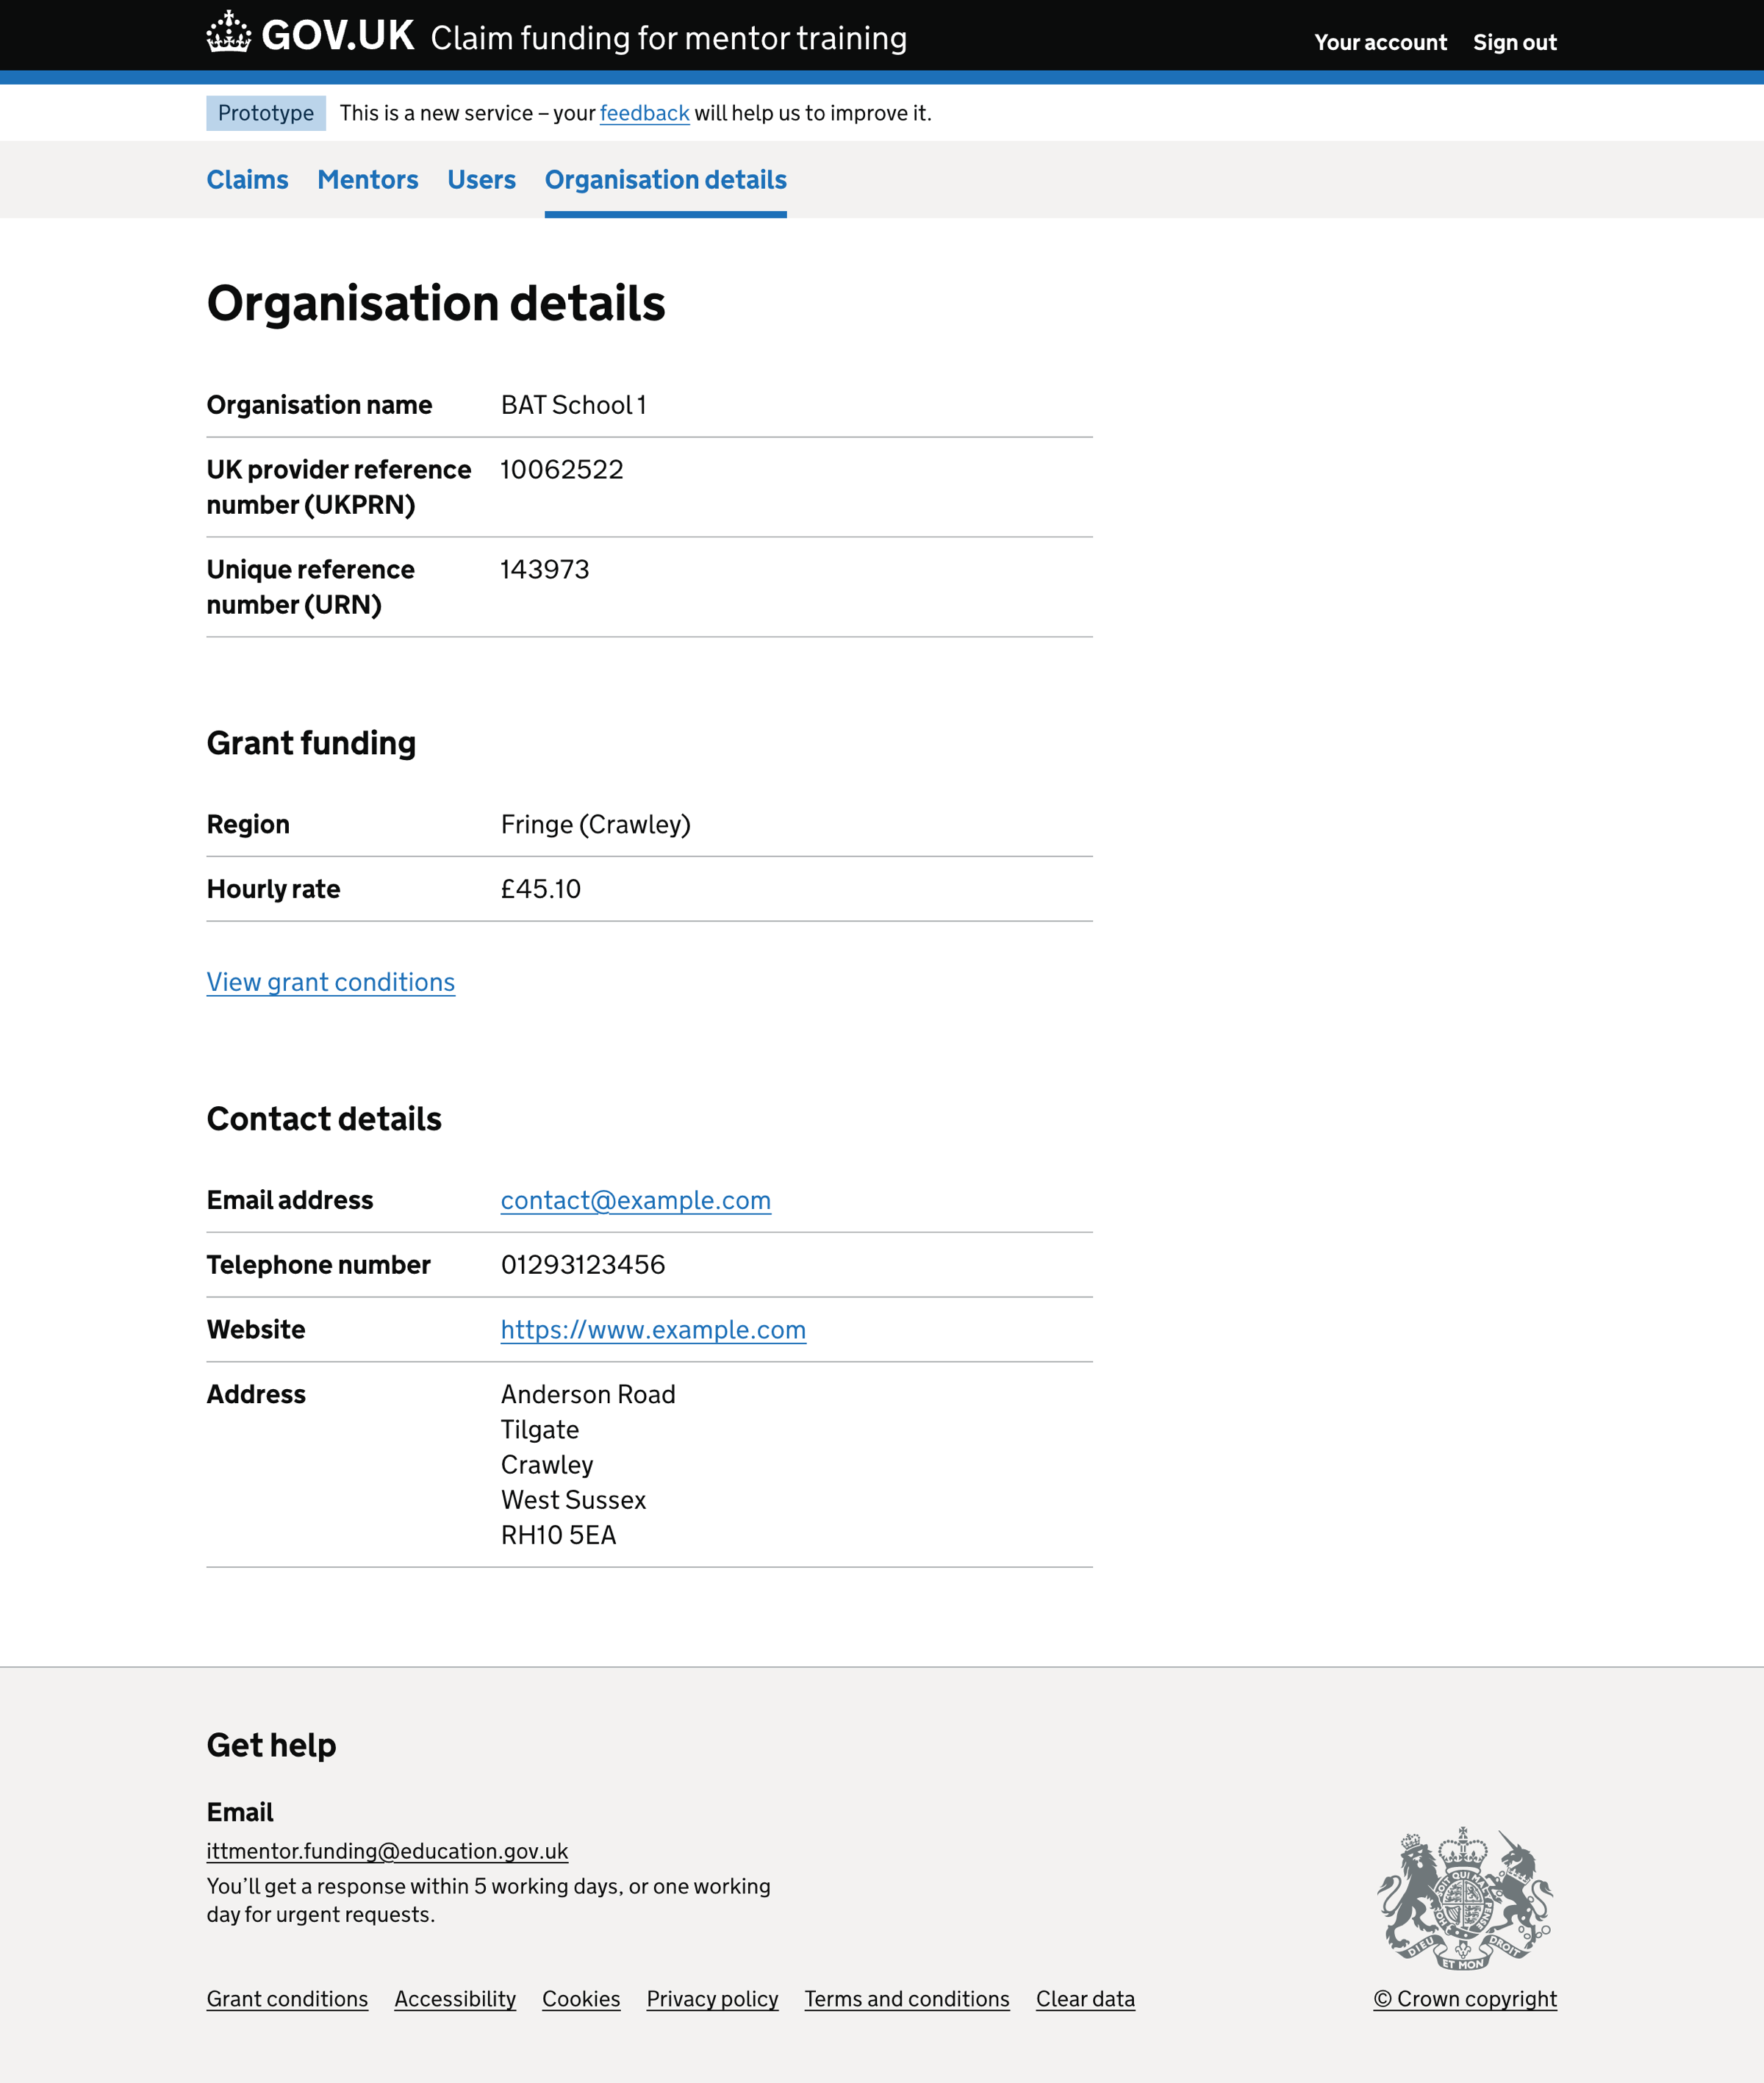 GOV.UK Claim funding for mentor training
Your account Sign out
Prototype This is a new service – your feedback will help us to improve it.
Claims Mentors Users Organisation details
Organisation details
Organisation name BAT School 1
UK provider reference 10062522
number (UKPRN)
Unique reference 143973
number (URN)
Grant funding
Region Fringe (Crawley)
Hourly rate £45.10
View grant conditions
Contact details
Email address contact@example.com
Telephone number 01293123456
Website https://www.example.com
Address Anderson Road
Tilgate
Crawley
West Sussex
RH10 5EA
Get help
Email
ittmentor.funding@education.gov.uk
You’ll get a response within 5 working days, or one working
day for urgent requests.
DIEU ET MON DROIT
Grant conditions Accessibility Cookies Privacy policy Terms and conditions Clear data © Crown copyright